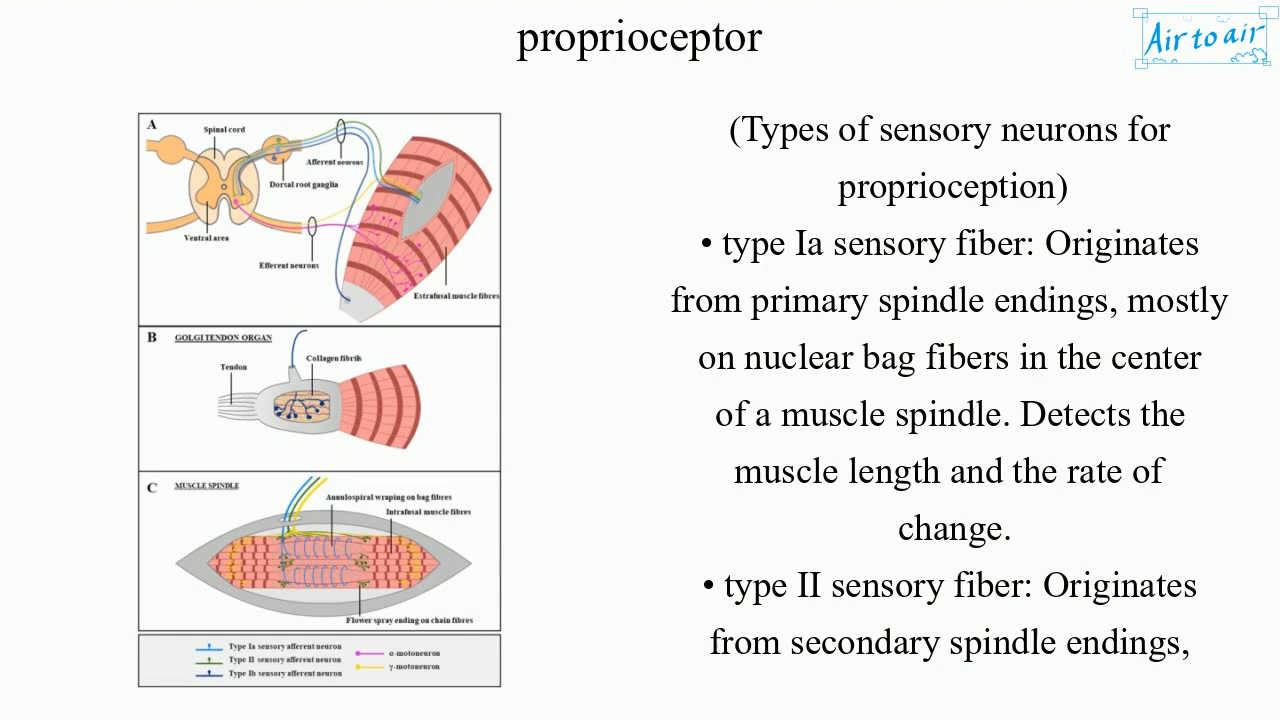 proprioceptor
Air to air
A
Spinal cord
Afferent neurons
Dorsal root ganglia
Ventral area
Efferent neurons
Estrafusal muscle fibres
B
GOLGI TENDON ORGAN
Collagen fibrils
Tendon
C
MUSCLE SPINDLE
Annulospiral wraping on bag fibres
Intrafusal muscle fibres
Flower spray ending on chain fibres
Type Ia sensory afferent neuron
Type II sensory afferent neuron
Type Ib sensory afferent neuron
α-motoneuron
γ-motoneuron
(Types of sensory neurons for
proprioception)
• type Ia sensory fiber: Originates
from primary spindle endings, mostly
on nuclear bag fibers in the center
of a muscle spindle. Detects the
muscle length and the rate of
change.
• type II sensory fiber: Originates
from secondary spindle endings,